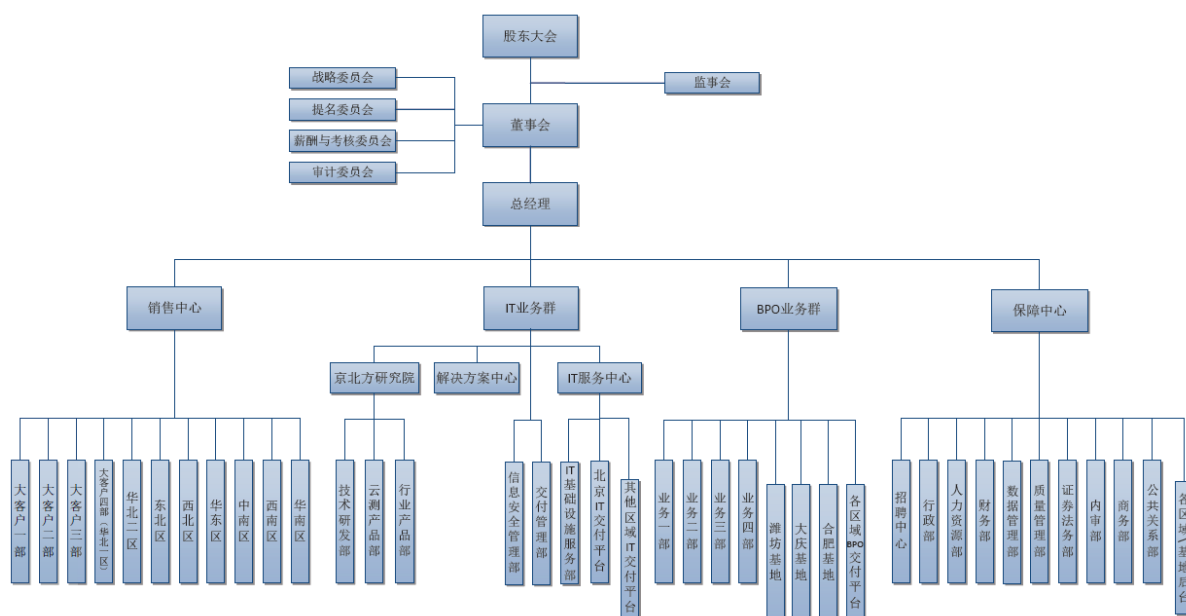 股东大会
战略委员会
监事会
提名委员会
董事会
薪酬与考核委员会
审计委员会
总经理
销售中心
IT业务群
BPO业务群
保障中心
京北方研究院
解决方案中心
IT服务中心
大客户一部
大客户二部
大客户三部
大客户四部（华北一区）
华北二区
东北区
西北区
华东区
中南区
西南区
华南区
技术研发部
云测产品部
行业产品部
信息安全管理部
交付管理部
IT基础设施服务部
北京IT交付平台
其他区域IT交付平台
业务一部
业务二部
业务三部
业务四部
潍坊基地
大庆基地
合肥基地
各区域BPO交付平台
招聘中心
行政部
人力资源部
财务部
数据管理部
质量管理部
证券法务部
内审部
商务部
公共关系部
各区域/基地后台